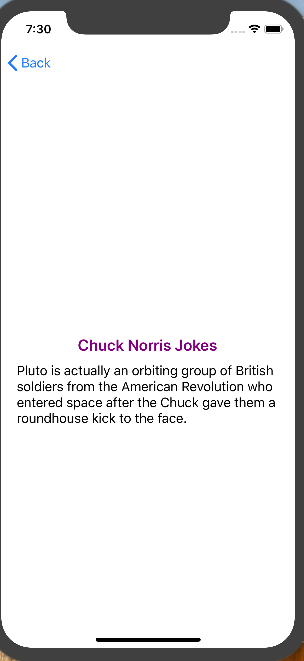 7:30
Back
Chuck Norris Jokes
Pluto is actually an orbiting group of British
soldiers from the American Revolution who
entered space after the Chuck gave them a
roundhouse kick to the face.